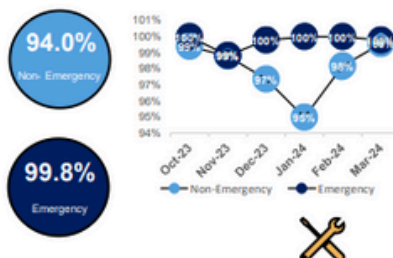 94.0%
Non- Emergency
99.8%
Emergency
101%
100%
99%
98%
97%
96%
95%
94%
100%
99%
99%
97%
100%
95%
100%
98%
100%
100%
Oct-23
Nov-23
Dec-23
Jan-24
Feb-24
Mar-24
Non-Emergency
Emergency